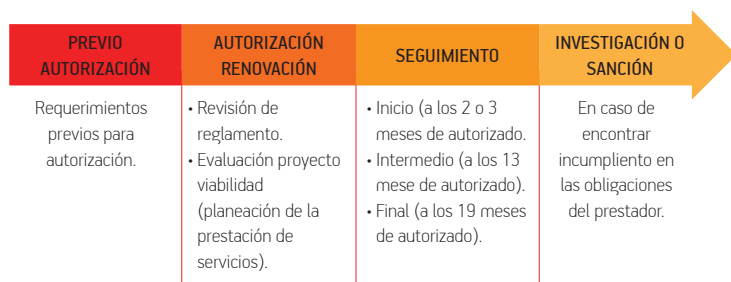 PREVIO
AUTORIZACIÓN
Requerimientos
previos para
autorización.
AUTORIZACIÓN
RENOVACIÓN
• Revisión de
reglamento.
• Evaluación proyecto
viabilidad
(planeación de la
prestación de
servicios).
SEGUIMIENTO
• Inicio (a los 2 o 3
meses de autorizado.
• Intermedio (a los 13
mese de autorizado).
• Final (a los 19 meses
de autorizado).
INVESTIGACIÓN O
SANCIÓN
En caso de
encontrar
incumpliento en
las obligaciones
del prestador.